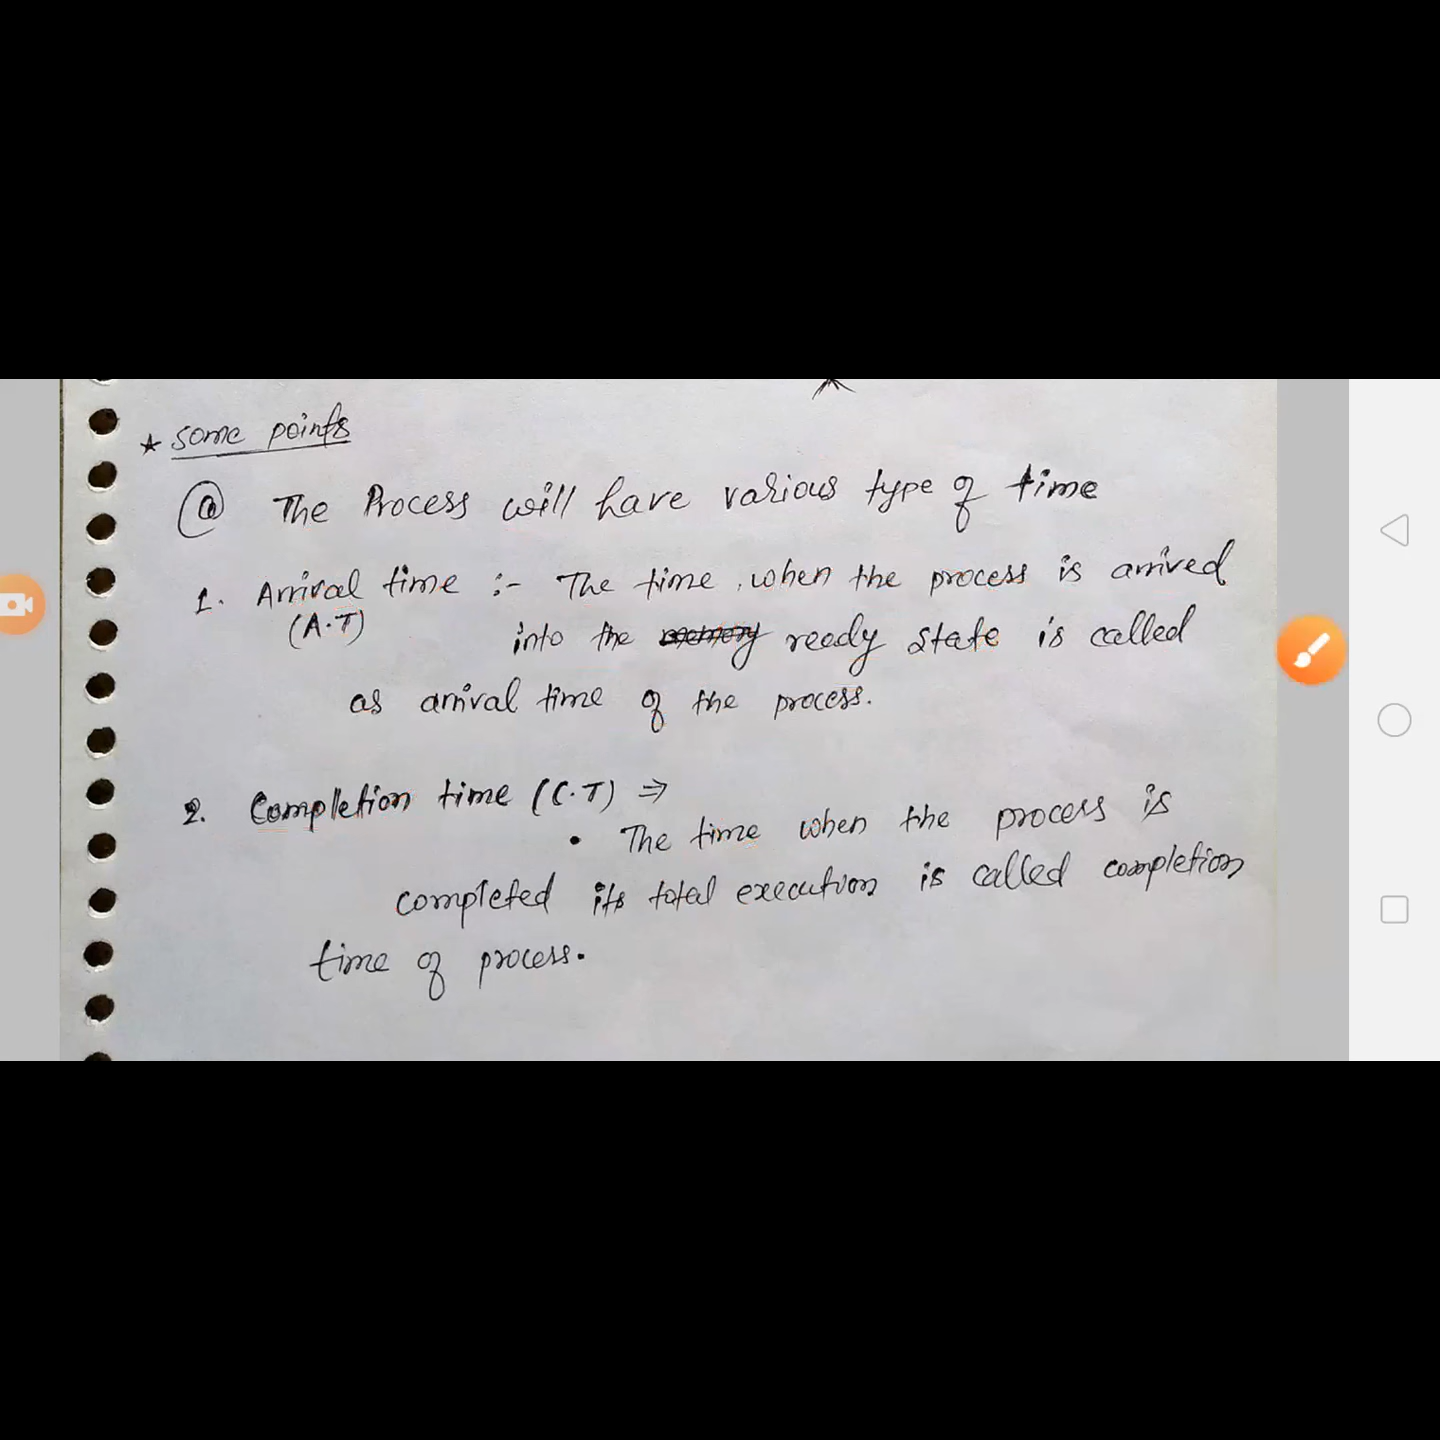 ★ some points
@ The Process will have various type of time
1. Arrival time :- The time, when the process is arrived
(A.T) into the memory ready state is called
as arrival time of the process.
2. Completion time (C.T) ⇒
• The time when the process is
completed its total execution is called completion
time of process.